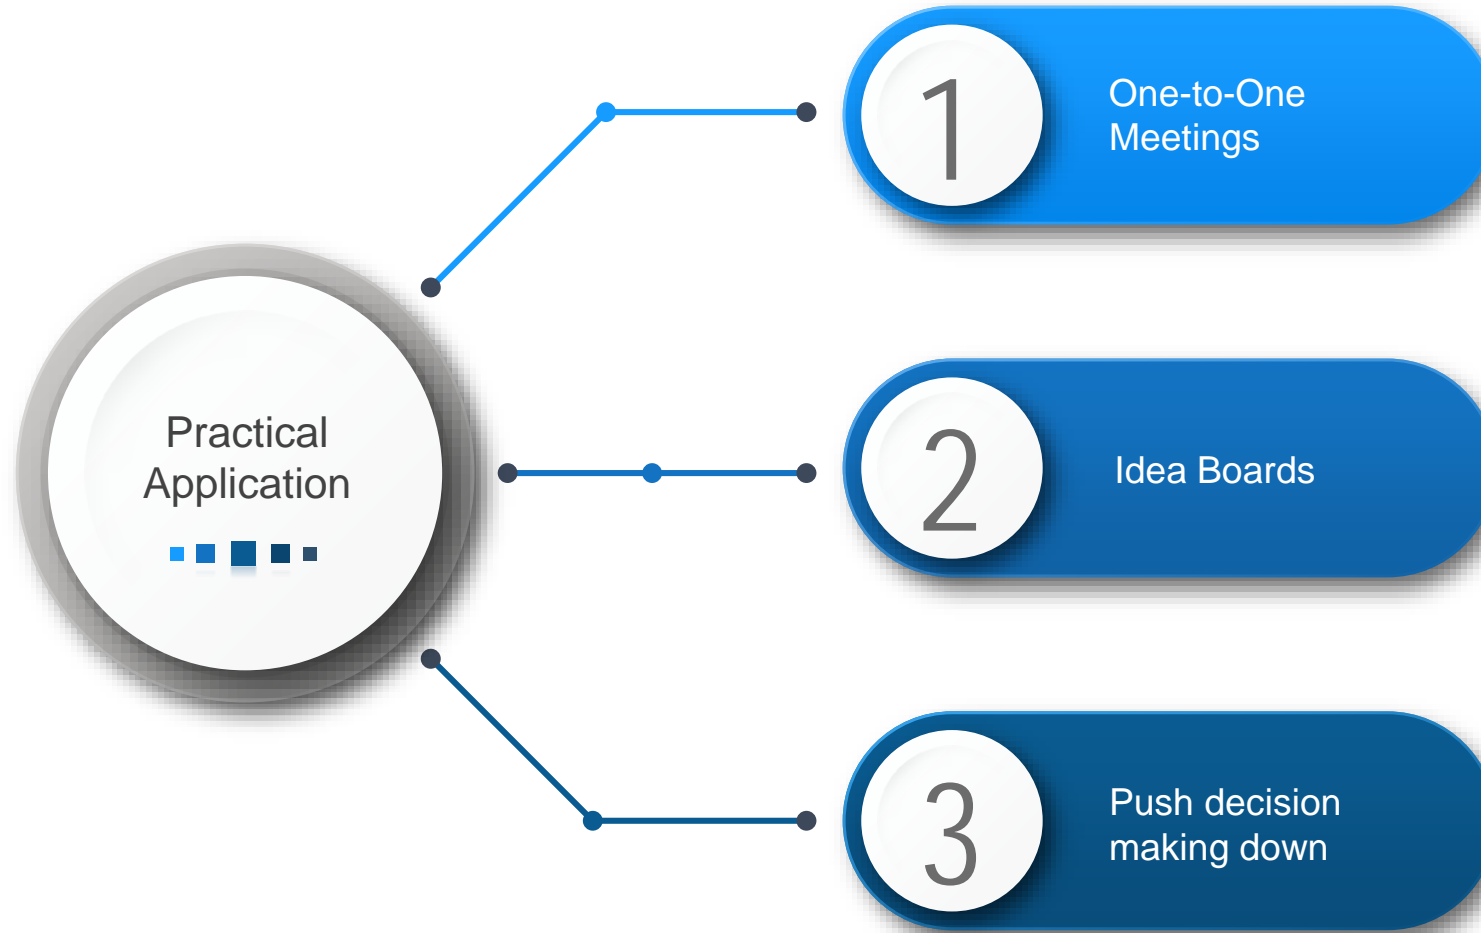 Practical
Application
1
One-to-One
Meetings
2
Idea Boards
3
Push decision
making down